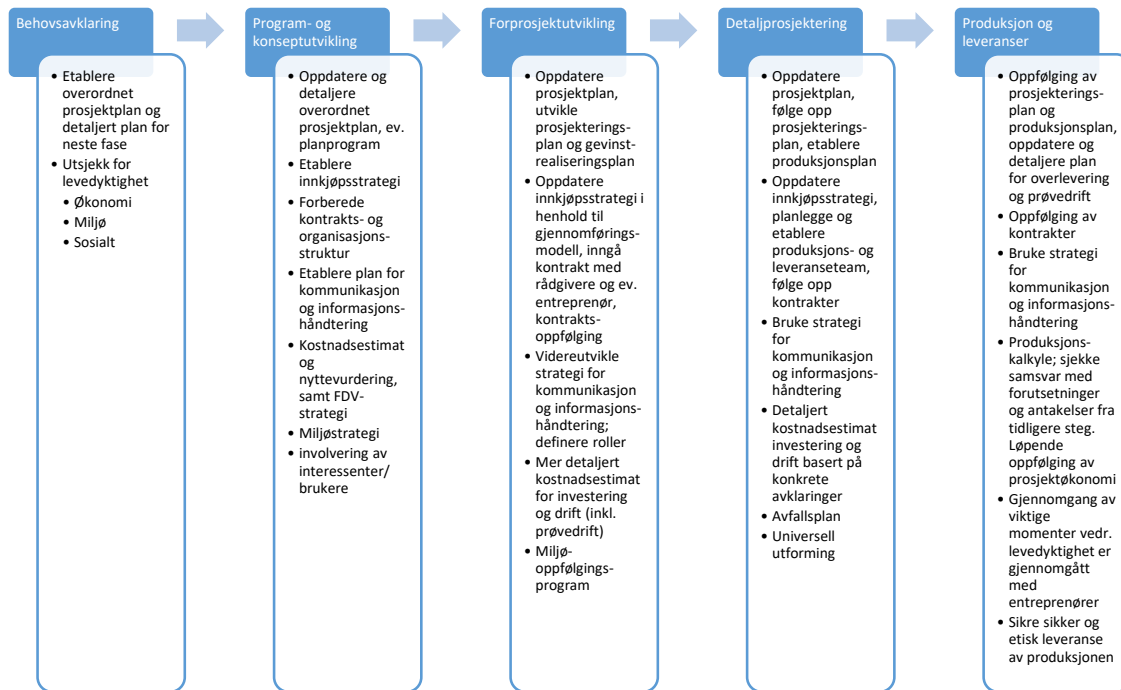 Behovsavklaring
• Etablere
overordnet
prosjektplan og
detaljert plan for
neste fase
• Utsjekk for
levedyktighet
• Økonomi
• Miljø
• Sosialt
Program- og
konseptutvikling
• Oppdatere og
detaljere
overordnet
prosjektplan, ev.
planprogram
• Etablere
innkjøpsstrategi
• Forberede
kontrakts- og
organisasjons-
struktur
• Etablere plan for
kommunikasjon
og informasjons-
håndtering
• Kostnadsestimat
og
nyttevurdering,
samt FDV-
strategi
• Miljøstrategi
• involvering av
interessenter/
brukere
Forprosjektutvikling
• Oppdatere
prosjektplan,
utvikle
prosjekterings-
plan og gevinst-
realiseringsplan
• Oppdatere
innkjøpsstrategi i
henhold til
gjennomførings-
modell, inngå
kontrakt med
rådgivere og ev.
entreprenør,
kontrakts-
oppfølging
• Videreutvikle
strategi for
kommunikasjon
og informasjons-
håndtering;
definere roller
• Mer detaljert
kostnadsestimat
for investering
og drift (inkl.
prøvedrift)
• Miljø-
oppfølgings-
program
Detaljprosjektering
• Oppdatere
prosjektplan,
følge opp
prosjekterings-
plan, etablere
produksjonsplan
• Oppdatere
innkjøpsstrategi,
planlegge og
etablere
produksjons- og
leveranseteam,
følge opp
kontrakter
• Bruke strategi
for
kommunikasjon
og informasjons-
håndtering
• Detaljert
kostnadsestimat
investering og
drift basert på
konkrete
avklaringer
• Avfallsplan
• Universell
utforming
Produksjon og
leveranser
• Oppfølging av
prosjekterings-
plan og
produksjonsplan,
oppdatere og
detaljere plan
for overlevering
og prøvedrift
• Oppfølging av
kontrakter
• Bruke strategi
for
kommunikasjon
og informasjons-
håndtering
• Produksjons-
kalkyle; sjekke
samsvar med
forutsetninger
og antakelser fra
tidligere steg.
Løpende
oppfølging av
prosjektøkonomi
• Gjennomgang av
viktige
momenter vedr.
levedyktighet er
gjennomgått
med
entreprenører
• Sikre sikker og
etisk leveranse
av produksjonen